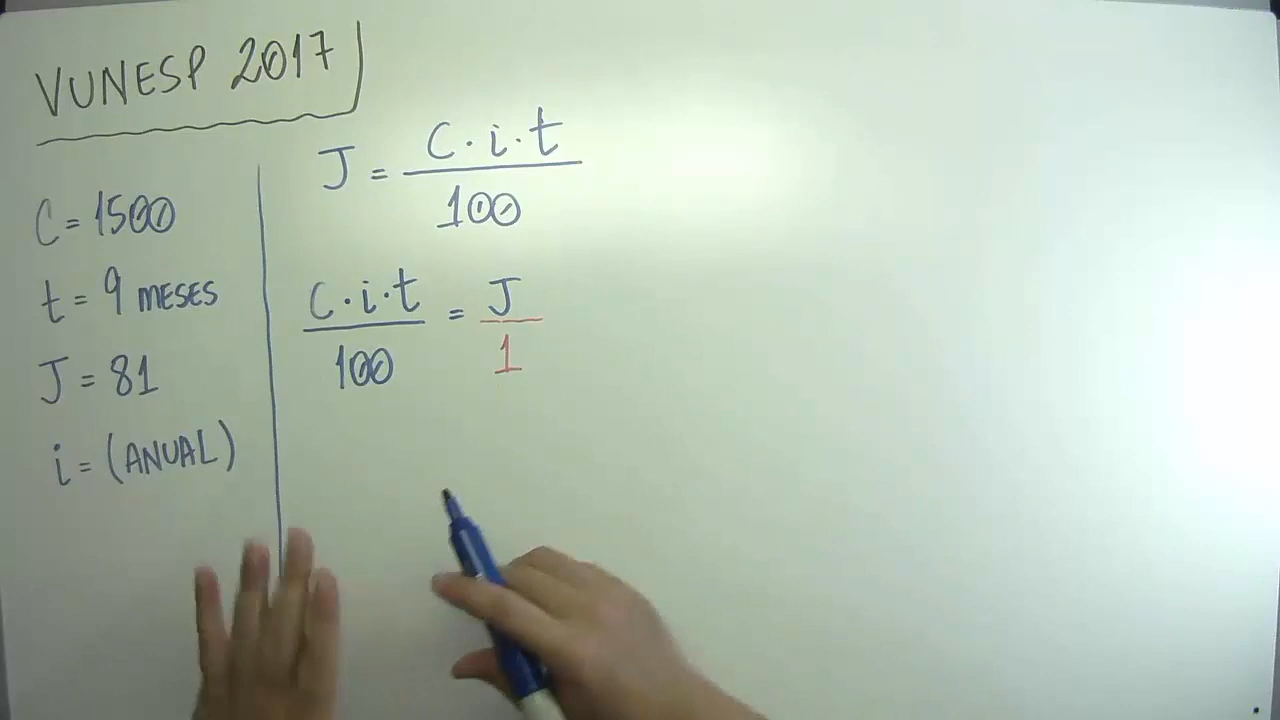 VUNESP 2017
C = 1500
t = 9 MESES
J = 81
i = (ANUAL)
J = C · i · t / 100
C · i · t / 100 = J / 1